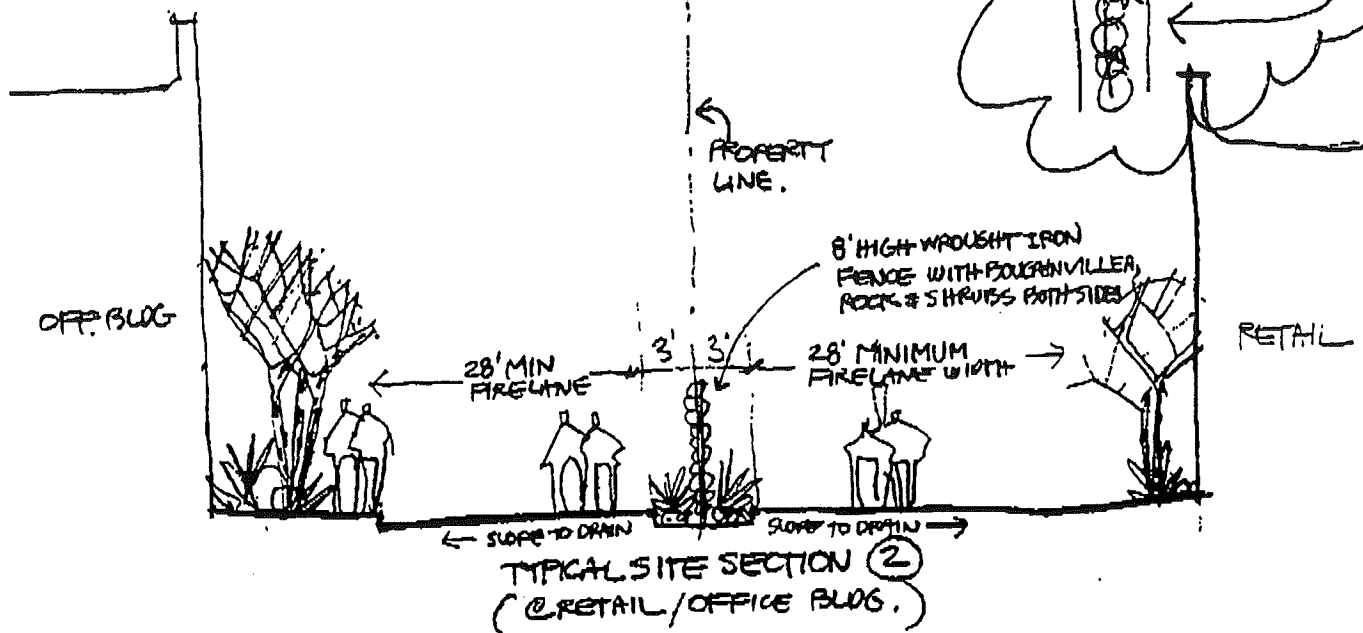 PROPERTY
LINE.
8' HIGH WROUGHT IRON
FENCE WITH BOUGAINVILLEA,
ROCKS & SHRUBS BOTH SIDES
OFF. BLDG
RETAIL
3' 3'
28' MIN
FIRELANE
28' MINIMUM
FIRELANE WIDTH
SLOPE TO DRAIN
SLOPE TO DRAIN
TYPICAL SITE SECTION 2
(@RETAIL/OFFICE BLDG.)